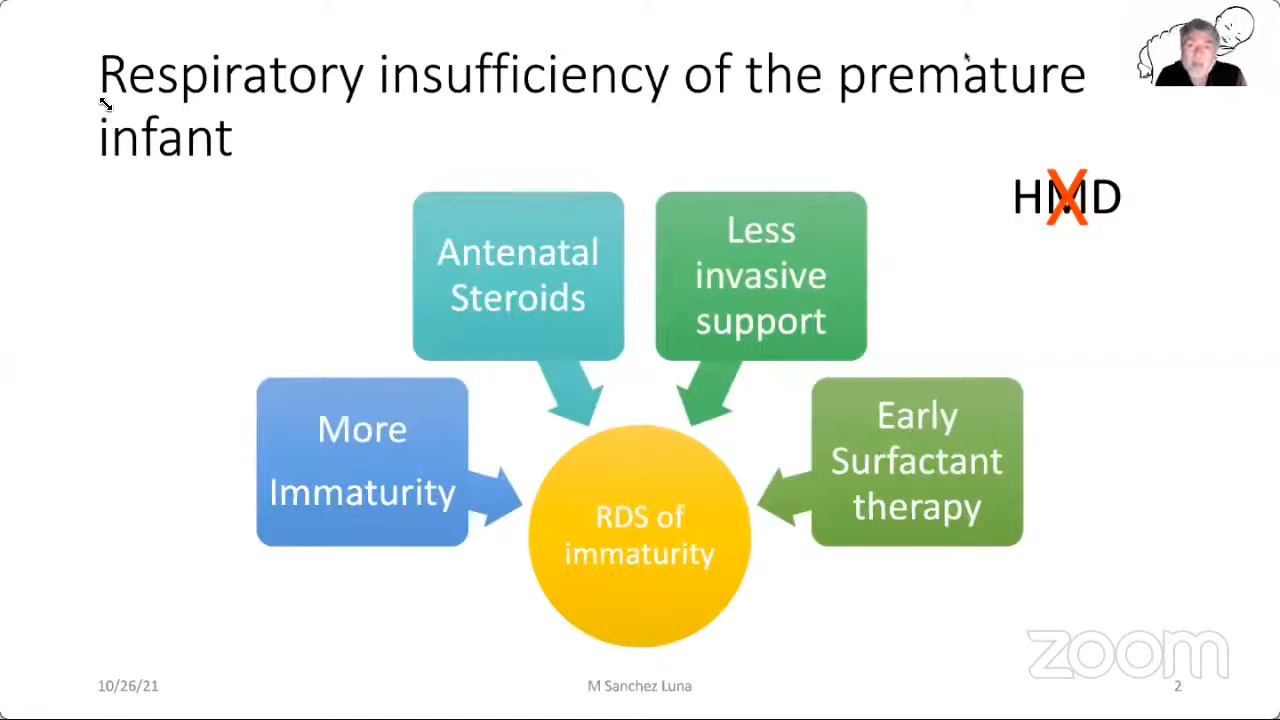 Respiratory insufficiency of the premature
infant
HMD
X
Antenatal
Steroids
Less
invasive
support
More
Immaturity
Early
Surfactant
therapy
RDS of
immaturity
zoom
10/26/21
M Sanchez Luna
2